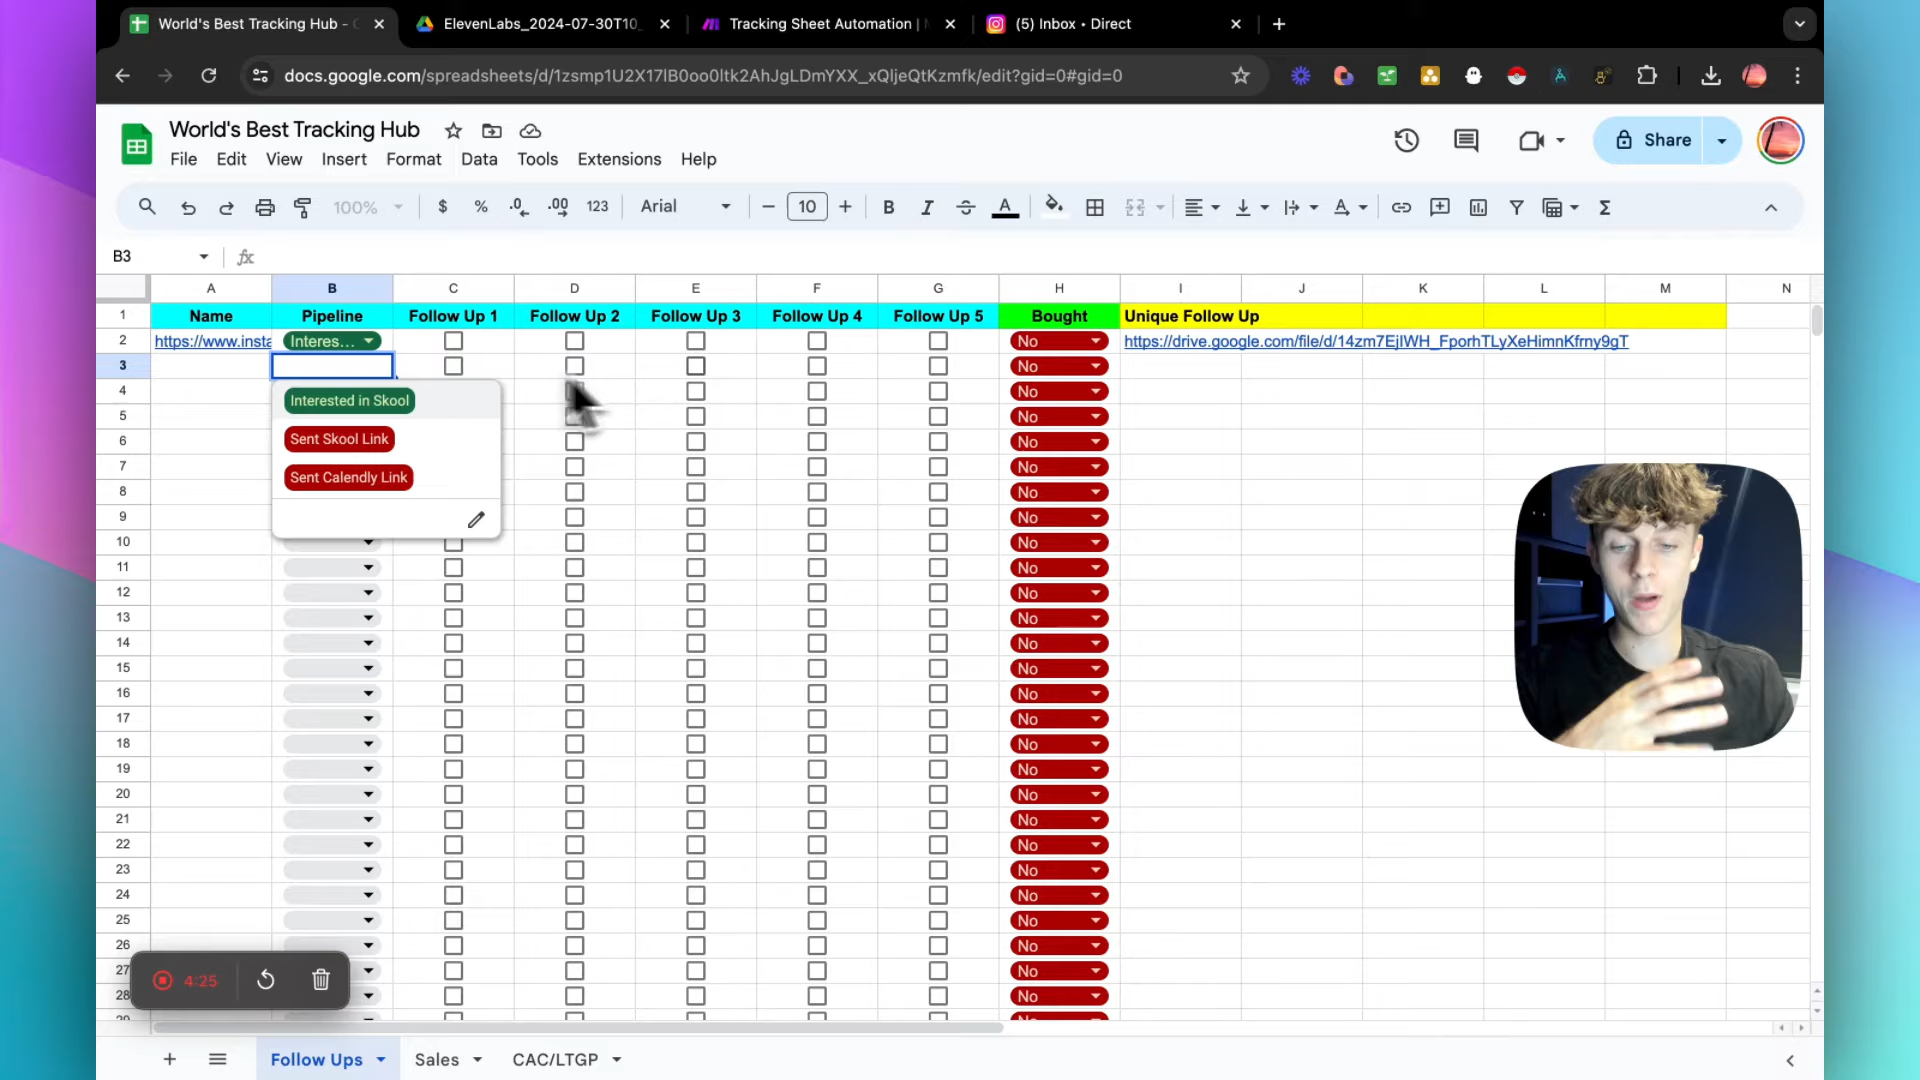 World's Best Tracking Hub - G
ElevenLabs_2024-07-30T10_
Tracking Sheet Automation |
(5) Inbox • Direct
docs.google.com/spreadsheets/d/1zsmp1U2X17lB0oo0ltk2AhJgLDmYXX_xQljeQtKzmfk/edit?gid=0#gid=0
World's Best Tracking Hub
Share
File Edit View Insert Format Data Tools Extensions Help
100% $ % .0 .00 123 Arial 10 B I A Σ
B3 fx
A B C D E F G H I J K L M N
1 Name Pipeline Follow Up 1 Follow Up 2 Follow Up 3 Follow Up 4 Follow Up 5 Bought Unique Follow Up
2 https://www.insta Interes... No https://drive.google.com/file/d/14zm7EjIWH_FporhTLyXeHimnKfrny9gT
3 No
4 Interested in Skool No
5 No
6 Sent Skool Link No
7 No
8 Sent Calendly Link No
9 No
10 No
11 No
12 No
13 No
14 No
15 No
16 No
17 No
18 No
19 No
20 No
21 No
22 No
23 No
24 No
25 No
26 No
27 No
4:25
28 No
29
Follow Ups Sales CAC/LTGP